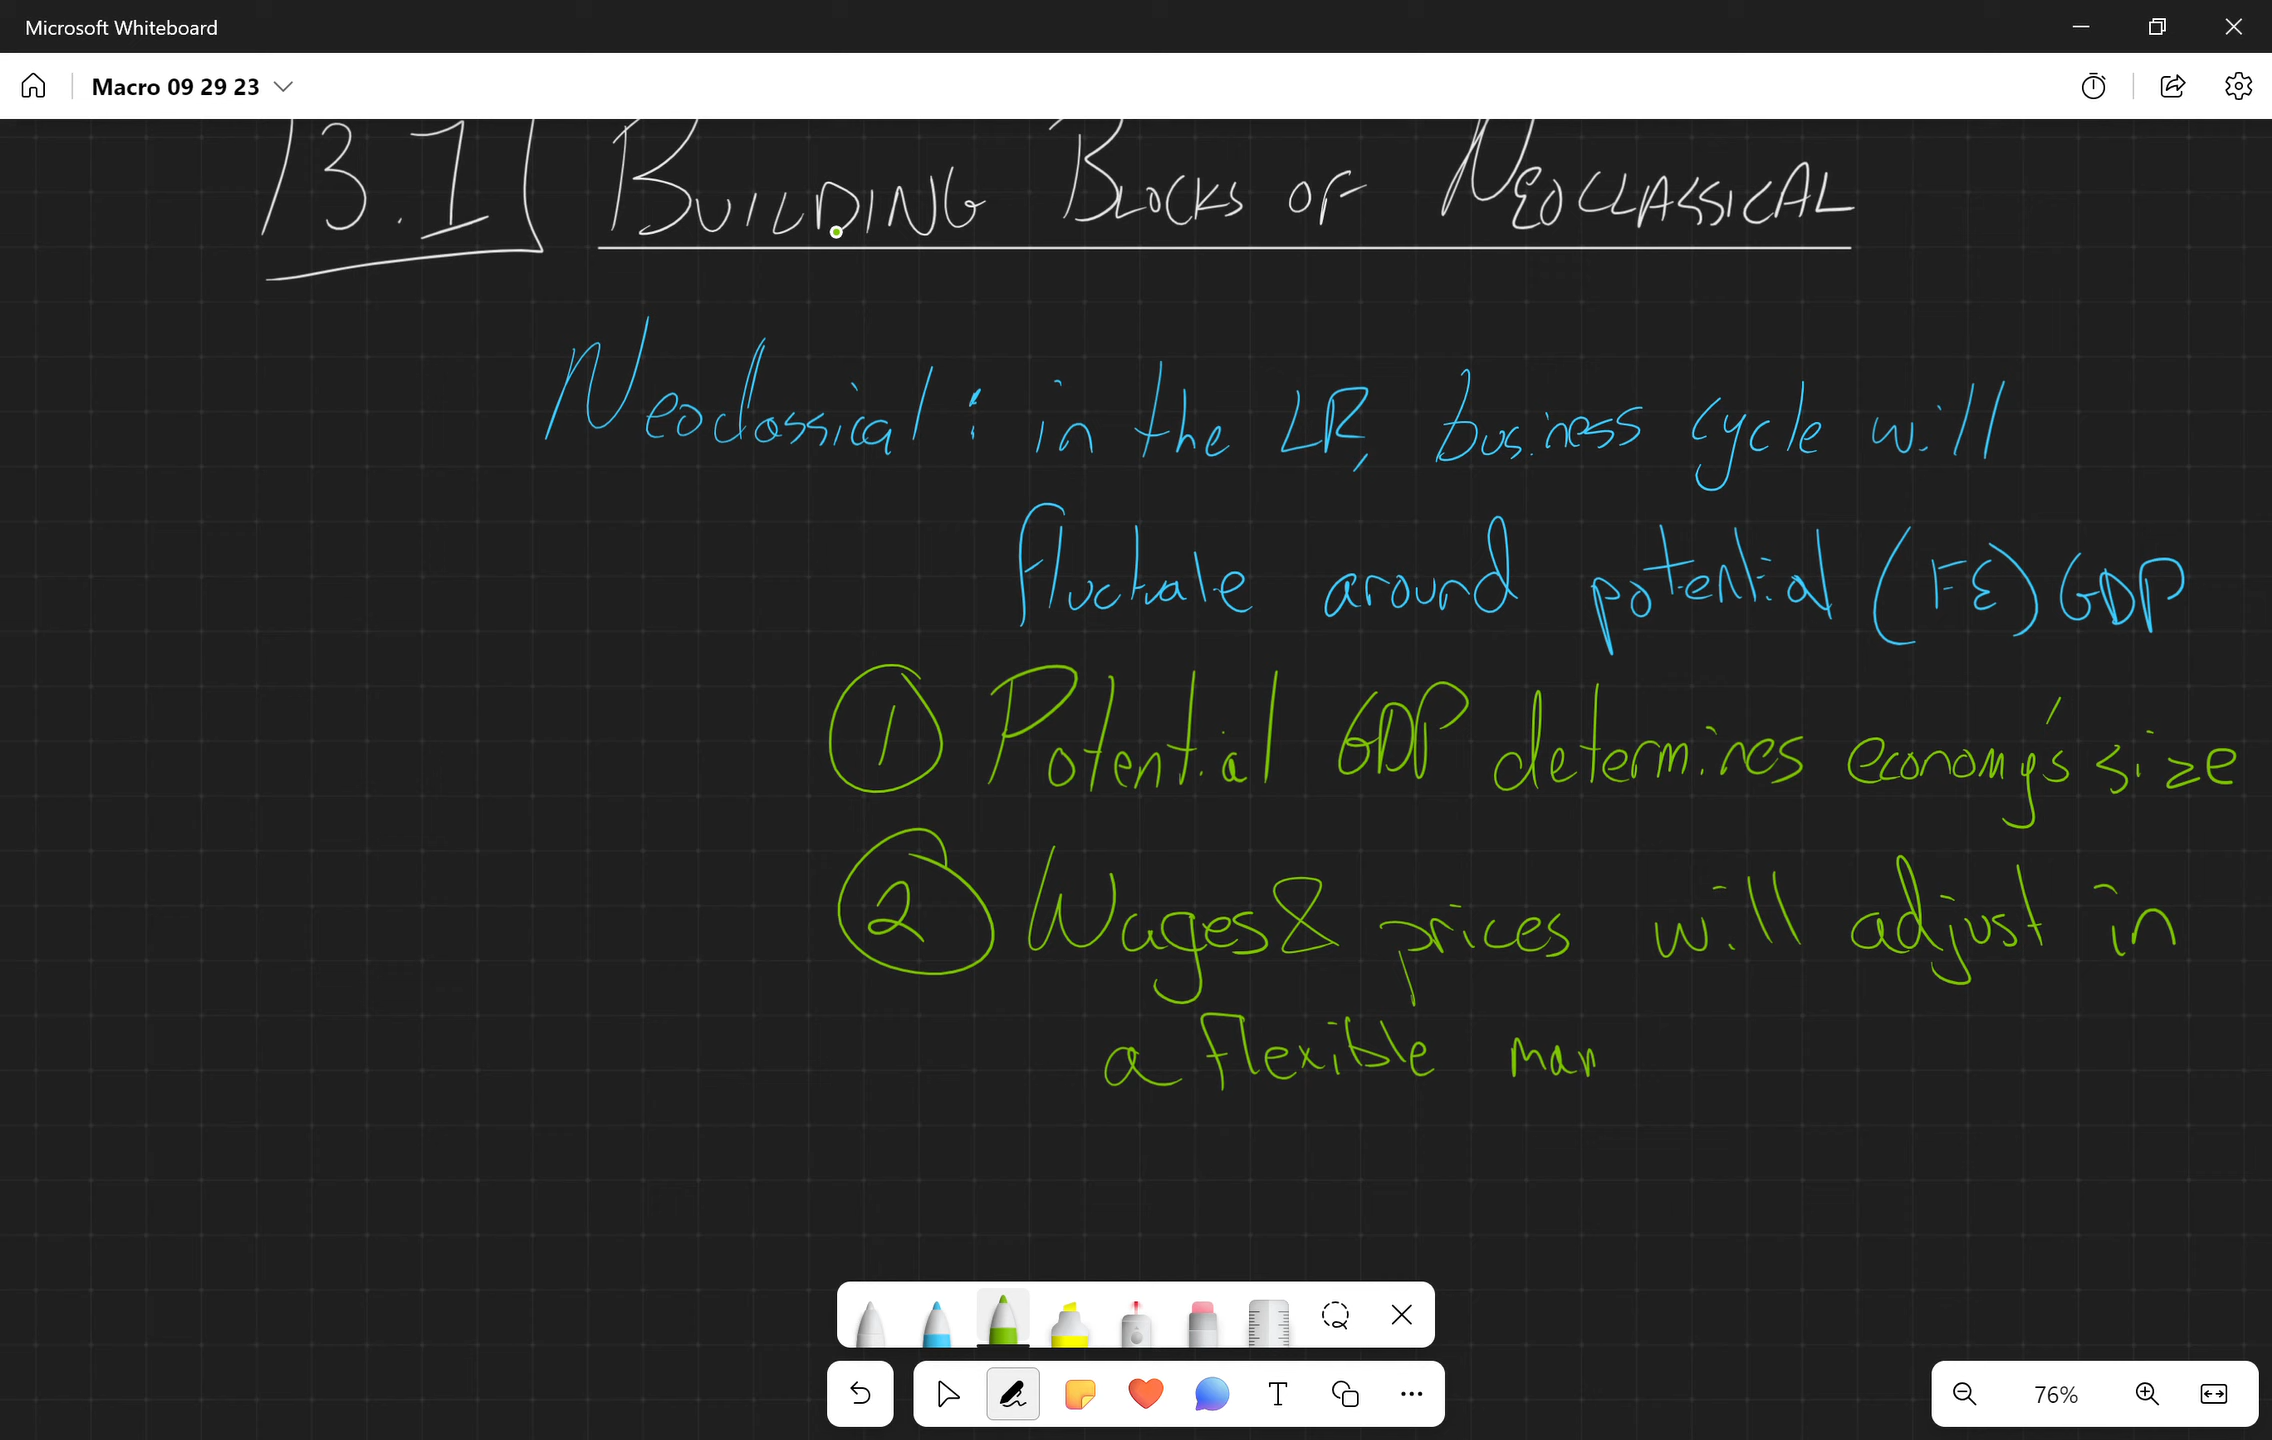 Microsoft Whiteboard
Macro 09 29 23
13.1 BUILDING BLOCKS OF NEOCLASSICAL
Neoclassical: in the LR, business cycle will
fluctuate around potential (FE) GDP
① Potential GDP determines economy's size
② Wages & prices will adjust in
a flexible man
T
76%